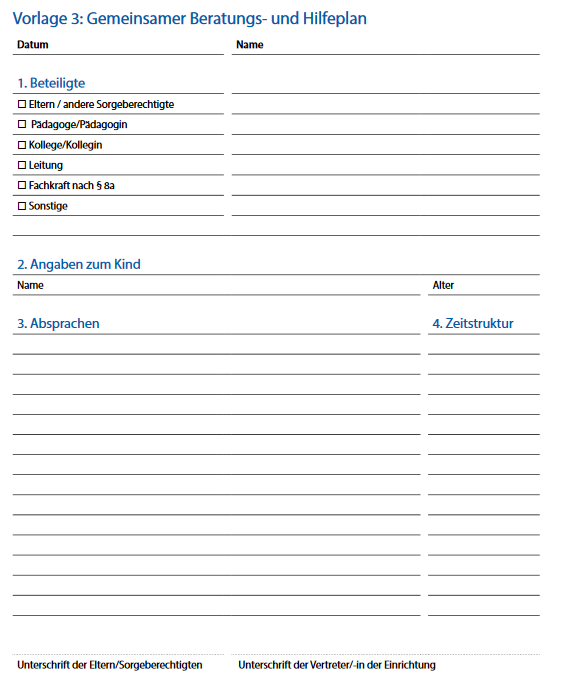 Vorlage 3: Gemeinsamer Beratungs- und Hilfeplan
Datum Name
1. Beteiligte
Eltern / andere Sorgeberechtigte
Pädagoge/Pädagogin
Kollege/Kollegin
Leitung
Fachkraft nach § 8a
Sonstige
2. Angaben zum Kind
Name Alter
3. Absprachen 4. Zeitstruktur
Unterschrift der Eltern/Sorgeberechtigten Unterschrift der Vertreter/-in der Einrichtung